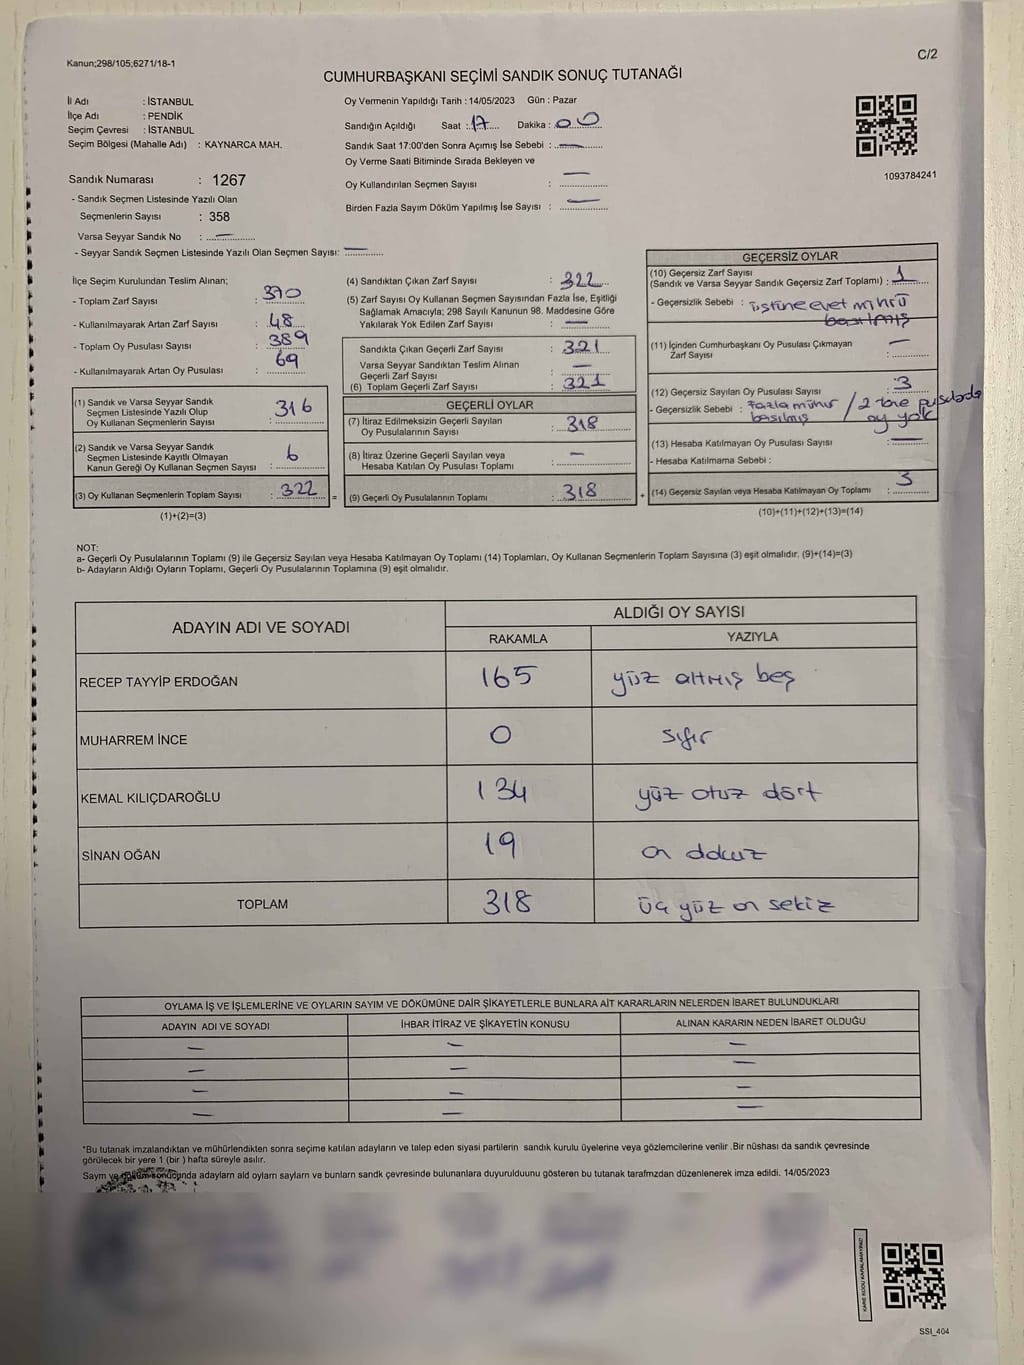 Kanun;298/105;6271/18-1
C/2
CUMHURBAŞKANI SEÇİMİ SANDIK SONUÇ TUTANAĞI
İl Adı : İSTANBUL
İlçe Adı : PENDİK
Seçim Çevresi : İSTANBUL
Seçim Bölgesi (Mahalle Adı) : KAYNARCA MAH.
Oy Vermenin Yapıldığı Tarih : 14/05/2023 Gün : Pazar
Sandığın Açıldığı Saat : 17 Dakika : 00
Sandık Saat 17:00'den Sonra Açımış İse Sebebi : —
Oy Verme Saati Bitiminde Sırada Bekleyen ve
Oy Kullandırılan Seçmen Sayısı : —
Birden Fazla Sayım Döküm Yapılmış İse Sayısı : —
1093784241
Sandık Numarası : 1267
- Sandık Seçmen Listesinde Yazılı Olan
Seçmenlerin Sayısı : 358
Varsa Seyyar Sandık No : —
- Seyyar Sandık Seçmen Listesinde Yazılı Olan Seçmen Sayısı: —
İlçe Seçim Kurulundan Teslim Alınan;
- Toplam Zarf Sayısı : 370
- Kullanılmayarak Artan Zarf Sayısı : 48
- Toplam Oy Pusulası Sayısı : 389
- Kullanılmayarak Artan Oy Pusulası : 69
(1) Sandık ve Varsa Seyyar Sandık
Seçmen Listesinde Yazılı Olup
Oy Kullanan Seçmenlerin Sayısı : 316
(2) Sandık ve Varsa Seyyar Sandık
Seçmen Listesinde Kayıtlı Olmayan
Kanun Gereği Oy Kullanan Seçmen Sayısı : 6
(3) Oy Kullanan Seçmenlerin Toplam Sayısı : 322 =
(1)+(2)=(3)
(4) Sandıktan Çıkan Zarf Sayısı : 322
(5) Zarf Sayısı Oy Kullanan Seçmen Sayısından Fazla İse, Eşitliği
Sağlamak Amacıyla; 298 Sayılı Kanunun 98. Maddesine Göre
Yakılarak Yok Edilen Zarf Sayısı : —
Sandıkta Çıkan Geçerli Zarf Sayısı : 321
Varsa Seyyar Sandıktan Teslim Alınan
Geçerli Zarf Sayısı : —
(6) Toplam Geçerli Zarf Sayısı : 321
GEÇERLİ OYLAR
(7) İtiraz Edilmeksizin Geçerli Sayılan
Oy Pusulalarının Sayısı : 318
(8) İtiraz Üzerine Geçerli Sayılan veya
Hesaba Katılan Oy Pusulası Toplamı : —
(9) Geçerli Oy Pusulalarının Toplamı : 318 +
GEÇERSİZ OYLAR
(10) Geçersiz Zarf Sayısı
(Sandık ve Varsa Seyyar Sandık Geçersiz Zarf Toplamı) : 1
- Geçersizlik Sebebi : üstüne evet mührü
basılmış
(11) İçinden Cumhurbaşkanı Oy Pusulası Çıkmayan
Zarf Sayısı : —
(12) Geçersiz Sayılan Oy Pusulası Sayısı : 3
- Geçersizlik Sebebi : fazla mühür / 2 tane pusulada
basılmış oy yok
(13) Hesaba Katılmayan Oy Pusulası Sayısı : —
- Hesaba Katılmama Sebebi :
(14) Geçersiz Sayılan veya Hesaba Katılmayan Oy Toplamı : 3
(10)+(11)+(12)+(13)=(14)
NOT:
a- Geçerli Oy Pusulalarının Toplamı (9) ile Geçersiz Sayılan veya Hesaba Katılmayan Oy Toplamı (14) Toplamları, Oy Kullanan Seçmenlerin Toplam Sayısına (3) eşit olmalıdır. (9)+(14)=(3)
b- Adayların Aldığı Oyların Toplamı, Geçerli Oy Pusulalarının Toplamına (9) eşit olmalıdır.
ADAYIN ADI VE SOYADI
ALDIĞI OY SAYISI
RAKAMLA YAZIYLA
RECEP TAYYİP ERDOĞAN 165 yüz altmış beş
MUHARREM İNCE 0 sıfır
KEMAL KILIÇDAROĞLU 134 yüz otuz dört
SİNAN OĞAN 19 on dokuz
TOPLAM 318 üç yüz on sekiz
OYLAMA İŞ VE İŞLEMLERİNE VE OYLARIN SAYIM VE DÖKÜMÜNE DAİR ŞİKAYETLERLE BUNLARA AİT KARARLARIN NELERDEN İBARET BULUNDUKLARI
ADAYIN ADI VE SOYADI İHBAR İTİRAZ VE ŞİKAYETİN KONUSU ALINAN KARARIN NEDEN İBARET OLDUĞU
— — —
— — —
— — —
— — —
*Bu tutanak imzalandıktan ve mühürlendikten sonra seçime katılan adayların ve talep eden siyasi partilerin sandık kurulu üyelerine veya gözlemcilerine verilir .Bir nüshası da sandık çevresinde
görülecek bir yere 1 (bir ) hafta süreyle asılır.
Saym ve döküm sonucunda adaylarn ald oylarn saylarn ve bunların sandk çevresinde bulunanlara duyurulduunu gösteren bu tutanak tarafmzdan düzenlenerek imza edildi. 14/05/2023
KARE KODU KARALAMAYINIZ!
SSI_404